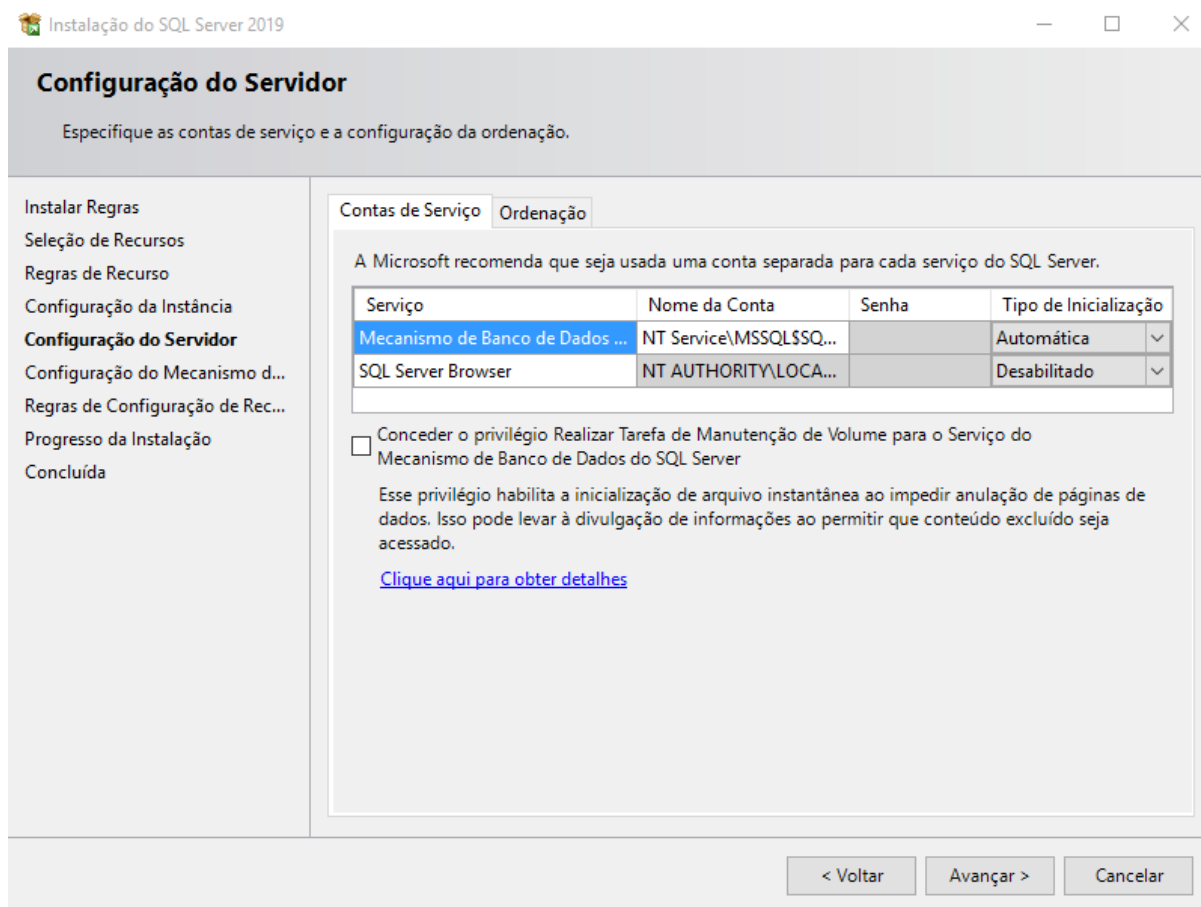 Instalação do SQL Server 2019
Configuração do Servidor
Especifique as contas de serviço e a configuração da ordenação.
Instalar Regras
Seleção de Recursos
Regras de Recurso
Configuração da Instância
Configuração do Servidor
Configuração do Mecanismo d...
Regras de Configuração de Rec...
Progresso da Instalação
Concluída
Contas de Serviço Ordenação
A Microsoft recomenda que seja usada uma conta separada para cada serviço do SQL Server.
Serviço Nome da Conta Senha Tipo de Inicialização
Mecanismo de Banco de Dados ... NT Service\MSSQL$SQ... Automática
SQL Server Browser NT AUTHORITY\LOCA... Desabilitado
Conceder o privilégio Realizar Tarefa de Manutenção de Volume para o Serviço do
Mecanismo de Banco de Dados do SQL Server
Esse privilégio habilita a inicialização de arquivo instantânea ao impedir anulação de páginas de
dados. Isso pode levar à divulgação de informações ao permitir que conteúdo excluído seja
acessado.
Clique aqui para obter detalhes
< Voltar Avançar > Cancelar